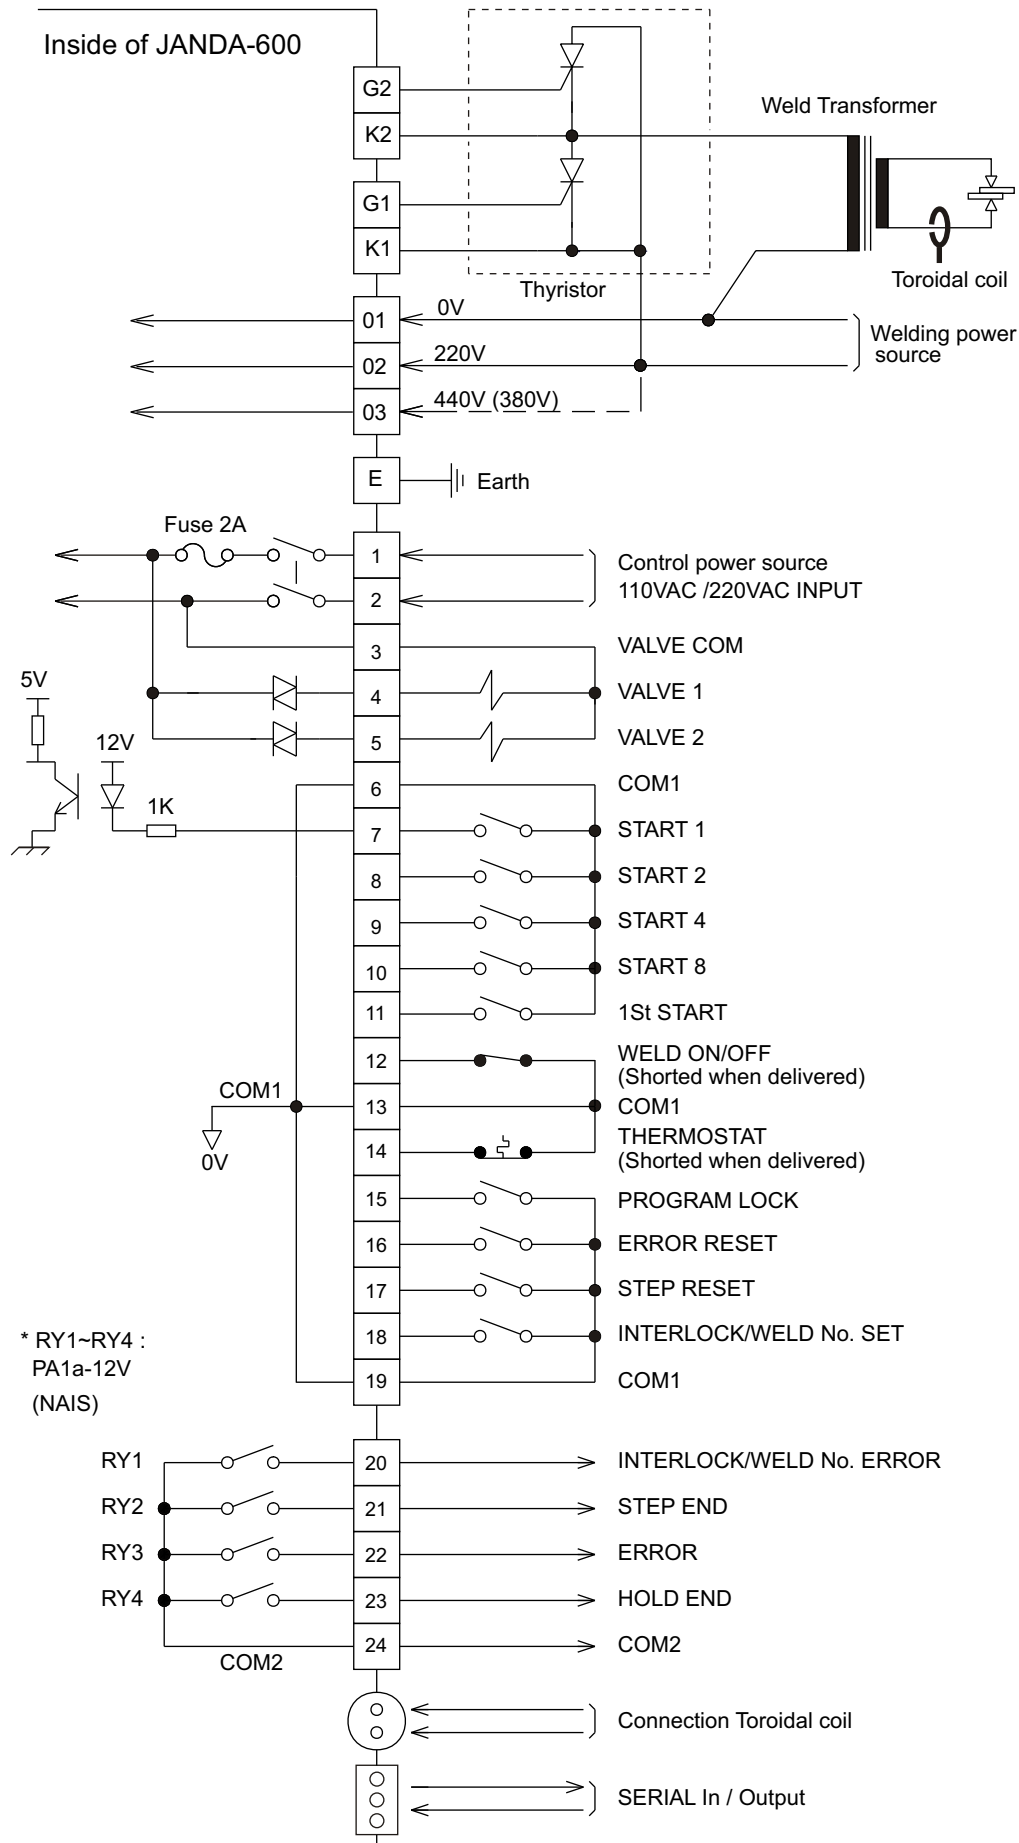 Inside of JANDA-600
G2
Weld Transformer
K2
G1
K1
Toroidal coil
Thyristor
01
0V
Welding power
source
02
220V
03
440V (380V)
E
Earth
Fuse 2A
1
Control power source
110VAC /220VAC INPUT
2
3
VALVE COM
5V
4
VALVE 1
12V
5
VALVE 2
6
COM1
1K
7
START 1
8
START 2
9
START 4
10
START 8
11
1St START
12
WELD ON/OFF
(Shorted when delivered)
COM1
13
COM1
0V
14
THERMOSTAT
(Shorted when delivered)
15
PROGRAM LOCK
16
ERROR RESET
17
STEP RESET
18
INTERLOCK/WELD No. SET
* RY1~RY4 :
PA1a-12V
(NAIS)
19
COM1
RY1
20
INTERLOCK/WELD No. ERROR
RY2
21
STEP END
RY3
22
ERROR
RY4
23
HOLD END
24
COM2
COM2
Connection Toroidal coil
SERIAL In / Output